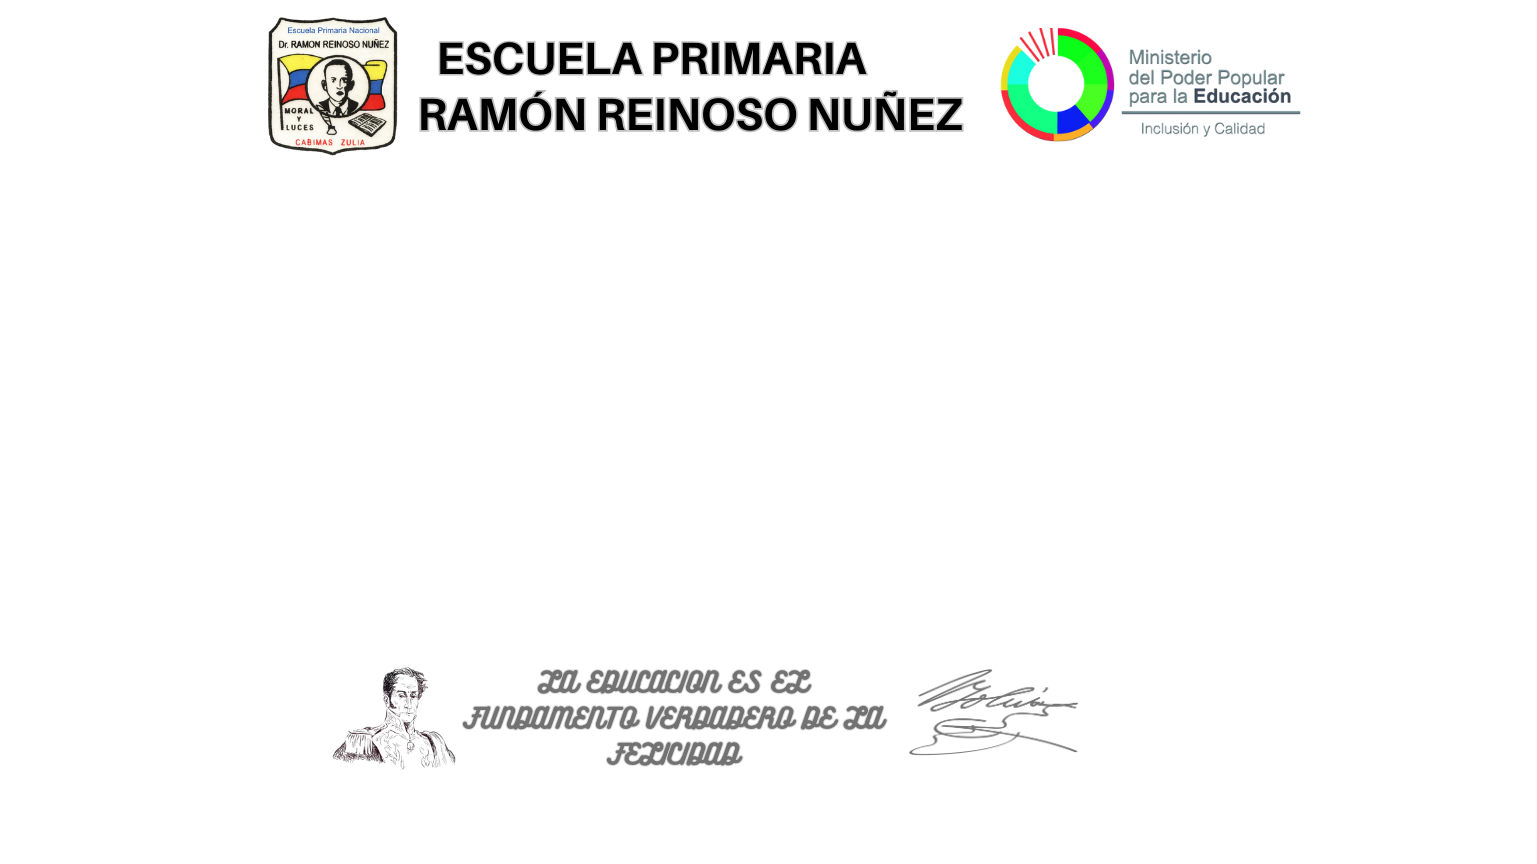 Escuela Primaria Nacional
Dr. RAMON REINOSO NUÑEZ
MORAL
Y
LUCES
CABIMAS ZULIA
ESCUELA PRIMARIA
RAMÓN REINOSO NUÑEZ
Ministerio
del Poder Popular
para la Educación
Inclusión y Calidad
LA EDUCACION ES EL
FUNDAMENTO VERDADERO DE LA
FELICIDAD
Bolívar